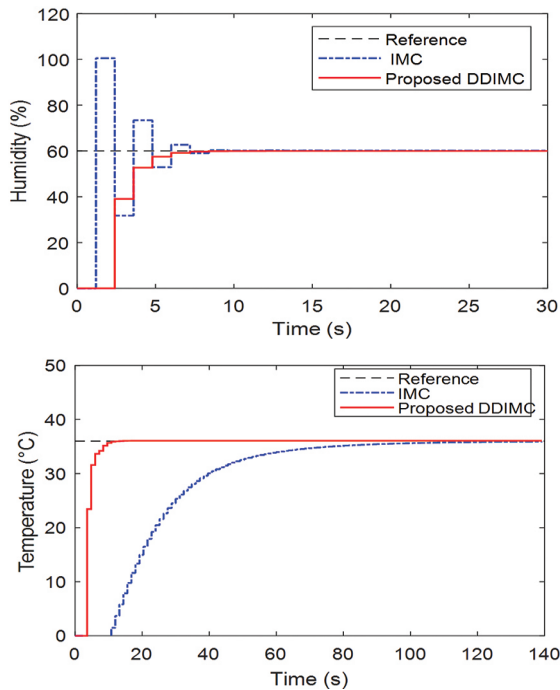 120
100
80
60
40
20
0
Humidity (%)
Reference
IMC
Proposed DDIMC
0 5 10 15 20 25 30
Time (s)
50
40
30
20
10
0
Temperature (°C)
Reference
IMC
Proposed DDIMC
0 20 40 60 80 100 120 140
Time (s)